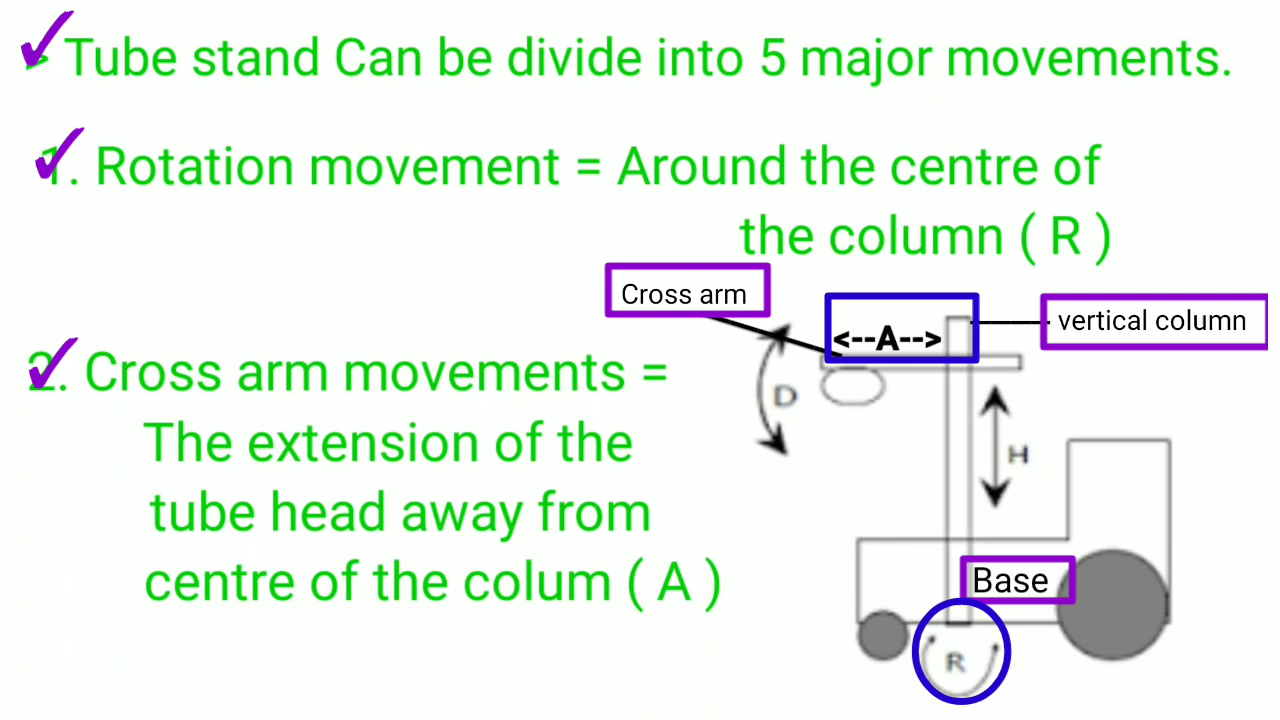 > Tube stand Can be divide into 5 major movements.
1. Rotation movement = Around the centre of
the column ( R )
Cross arm
<--A-->
vertical column
2. Cross arm movements =
The extension of the
tube head away from
centre of the colum ( A )
D
H
Base
R